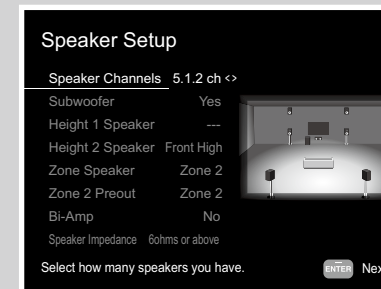 Speaker Setup
Speaker Channels 5.1.2 ch <>
Subwoofer Yes
Height 1 Speaker ---
Height 2 Speaker Front High
Zone Speaker Zone 2
Zone 2 Preout Zone 2
Bi-Amp No
Speaker Impedance 6ohms or above
Select how many speakers you have.
ENTER Nex